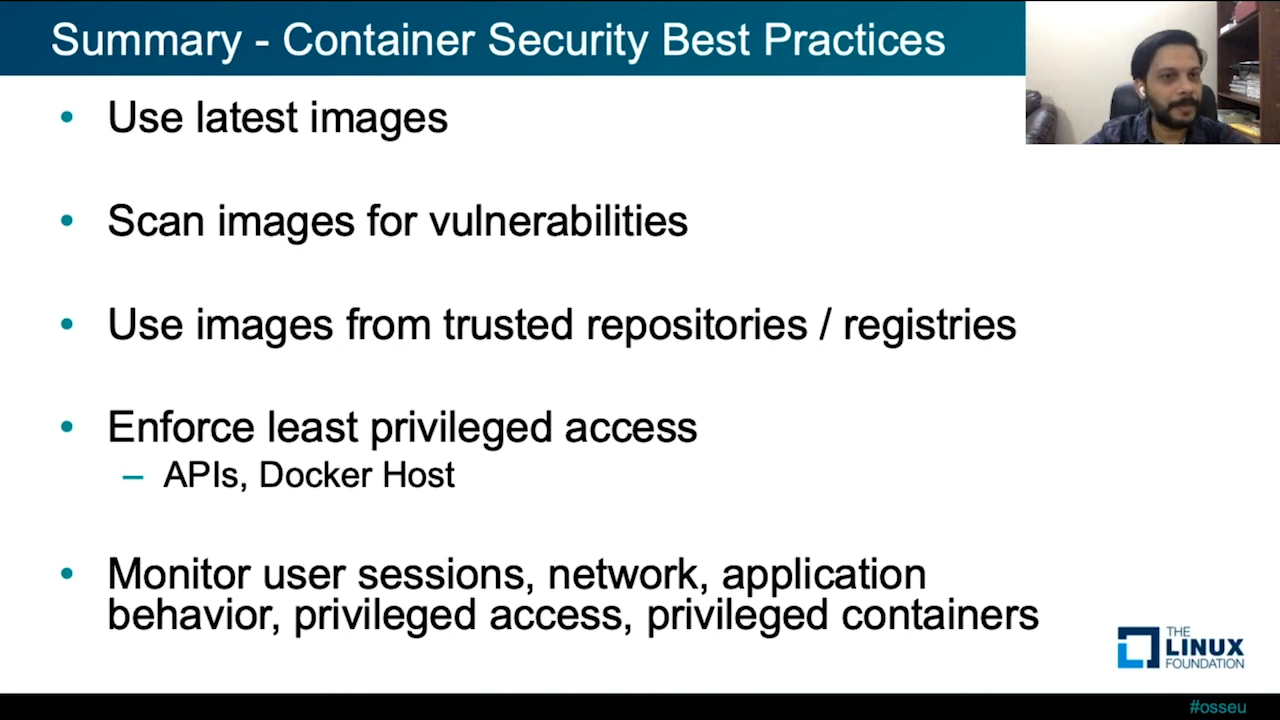 Summary - Container Security Best Practices
• Use latest images
• Scan images for vulnerabilities
• Use images from trusted repositories / registries
• Enforce least privileged access
– APIs, Docker Host
• Monitor user sessions, network, application
behavior, privileged access, privileged containers
THE
LINUX
FOUNDATION
#osseu